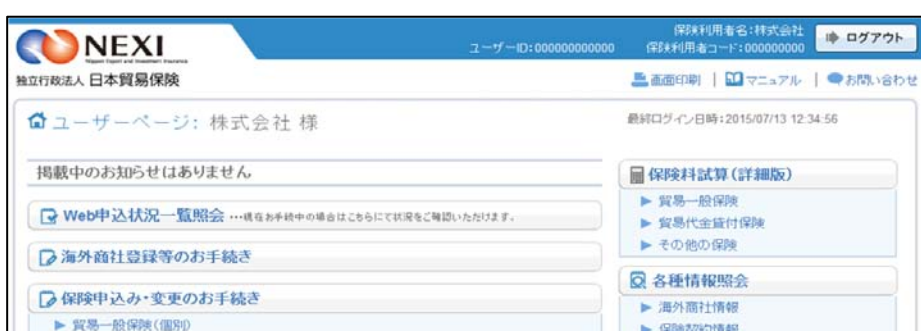 NEXI
Nippon Export and Investment Insurance
独立行政法人 日本貿易保険
ユーザーID:000000000000
保険利用者名:株式会社
保険利用者コード:000000000
ログアウト
画面印刷 | マニュアル | お問い合わせ
ユーザーページ: 株式会社 様
最終ログイン日時:2015/07/13 12:34:56
掲載中のお知らせはありません
Web申込状況一覧照会 …現在お手続中の場合はこちらにて状況をご確認いただけます。
海外商社登録等のお手続き
保険申込み・変更のお手続き
貿易一般保険(個別)
保険料試算(詳細版)
貿易一般保険
貿易代金貸付保険
その他の保険
各種情報照会
海外商社情報
保険契約情報